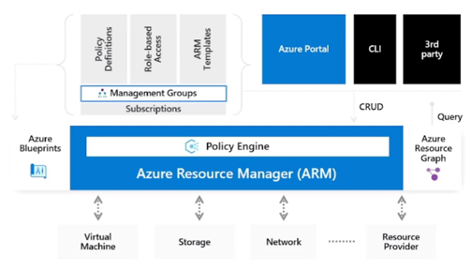 Policy
Definitions
Role-based
Access
ARM
Templates
Management Groups
Subscriptions
Azure Portal
CLI
3rd
party
CRUD
Query
Azure
Blueprints
Policy Engine
Azure Resource Manager (ARM)
Azure
Resource
Graph
Virtual
Machine
Storage
Network
Resource
Provider